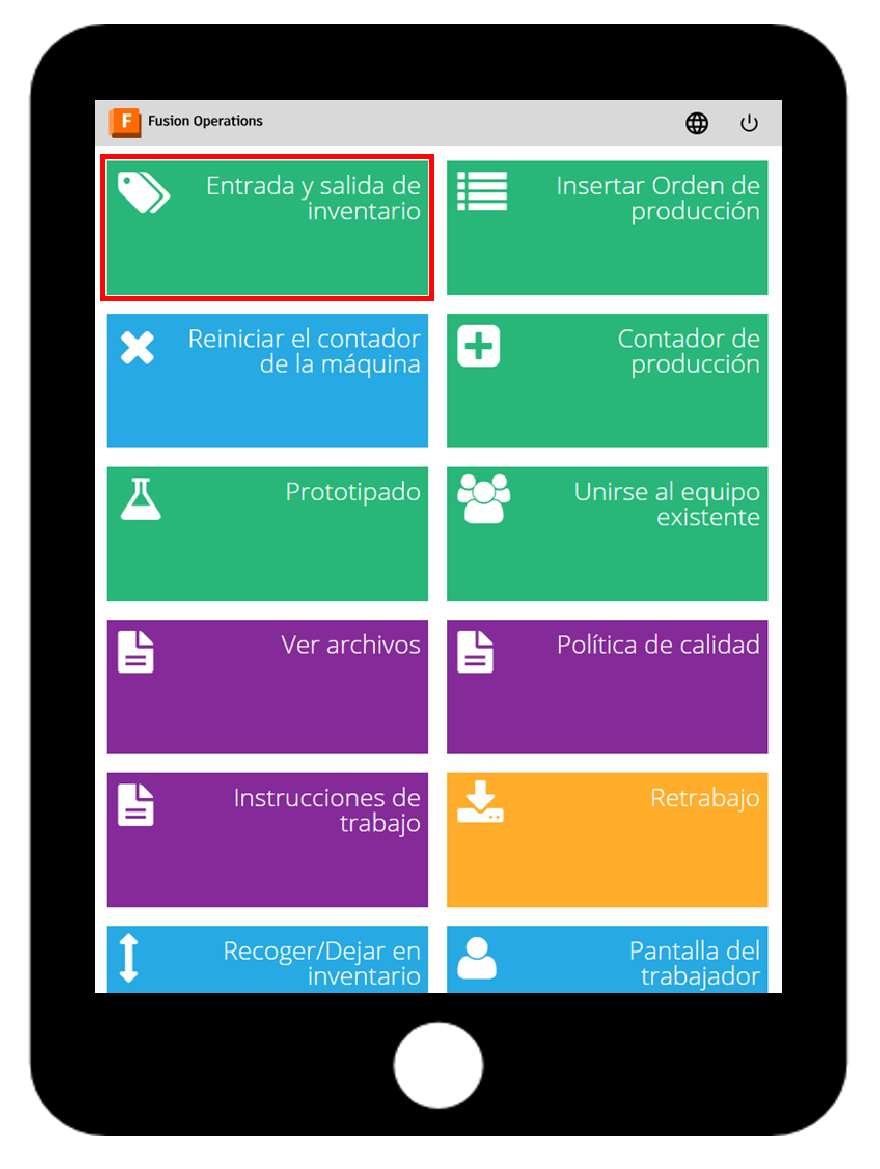 F Fusion Operations
Entrada y salida de
inventario
Insertar Orden de
producción
Reiniciar el contador
de la máquina
Contador de
producción
Prototipado
Unirse al equipo
existente
Ver archivos
Política de calidad
Instrucciones de
trabajo
Retrabajo
Recoger/Dejar en
inventario
Pantalla del
trabajador